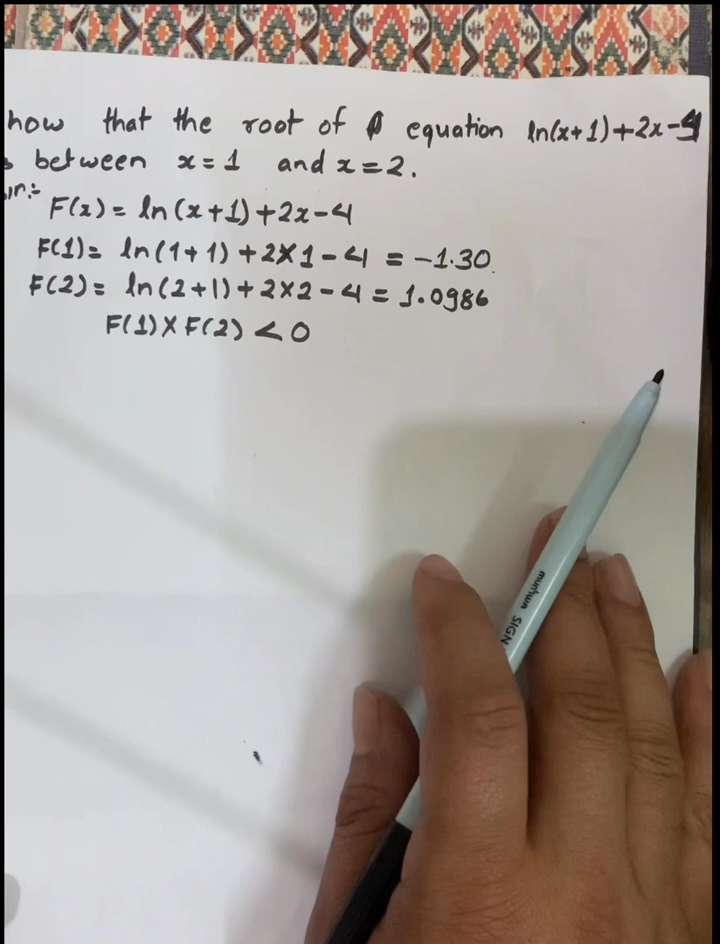 how that the root of equation ln(x+1)+2x-4
s between x=1 and x=2.
in:-
F(x)= ln(x+1)+2x-4
F(1)= ln(1+1)+2×1-4 = -1.30.
F(2)= ln(2+1)+2×2-4 = 1.0986
F(1)×F(2) < 0
munhwa SIGN